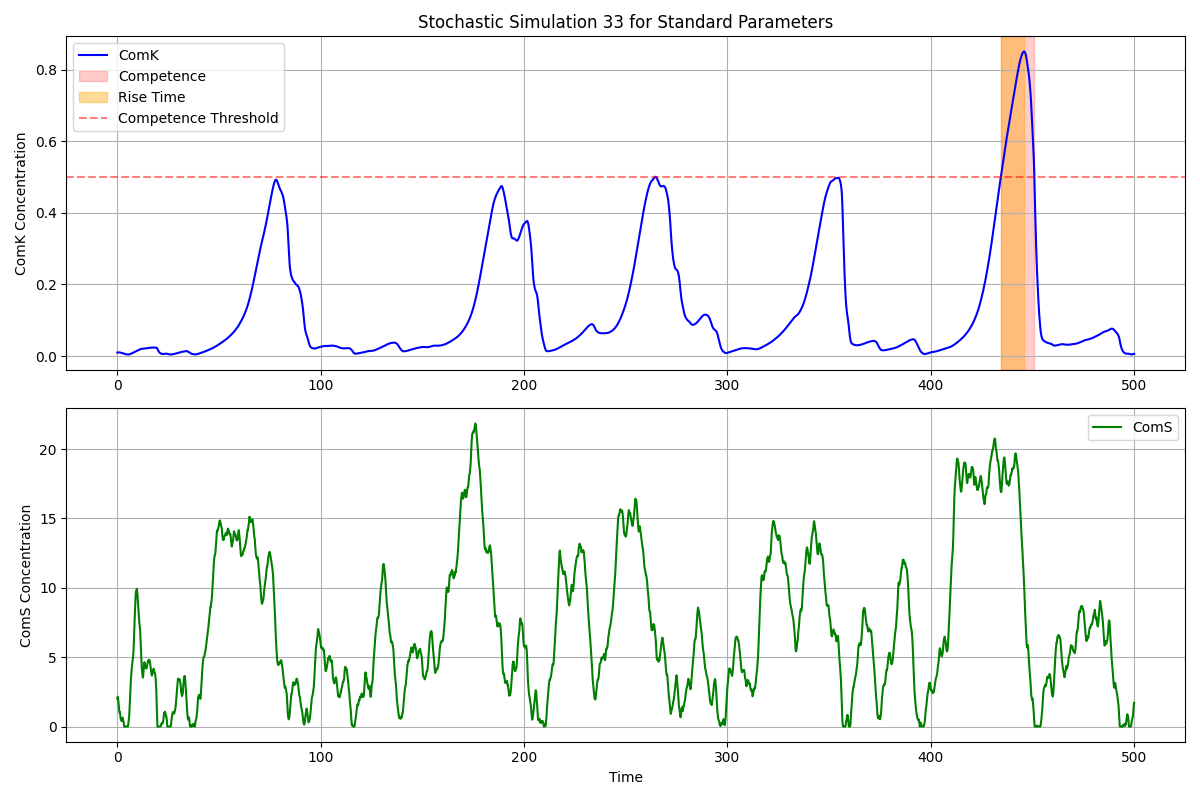 Stochastic Simulation 33 for Standard Parameters
ComK
Competence
Rise Time
Competence Threshold
ComK Concentration
0.8
0.6
0.4
0.2
0.0
0 100 200 300 400 500
ComS
ComS Concentration
20
15
10
5
0
0 100 200 300 400 500
Time